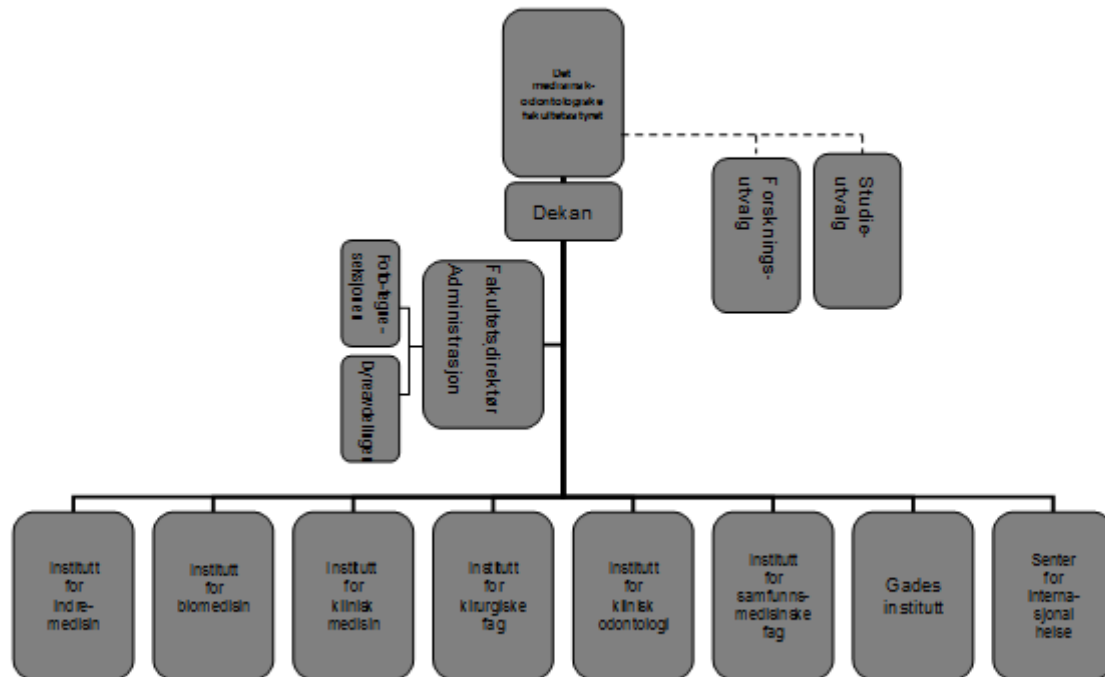 Det
medisinsk-
odontologiske
fakultetsstyret
Dekan
Forsknings-
utvalg
Studie-
utvalg
Fakultetsdirektør
Administrasjon
Foto-tegne-
seksjonen
Dyreavdelingen
Institutt
for
indre-
medisin
Institutt
for
biomedisin
Institutt
for
klinisk
medisin
Institutt
for
kirurgiske
fag
Institutt
for
klinisk
odontologi
Institutt
for
samfunns-
medisinske
fag
Gades
institutt
Senter
for
interna-
sjonal
helse